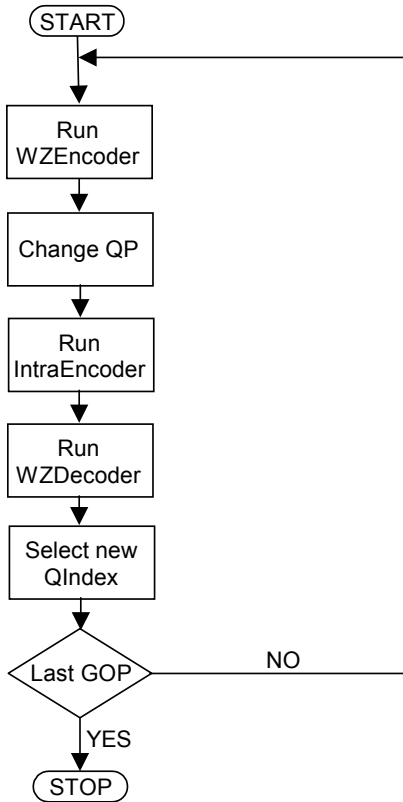 START
Run
WZEncoder
Change QP
Run
IntraEncoder
Run
WZDecoder
Select new
QIndex
Last GOP
NO
YES
STOP